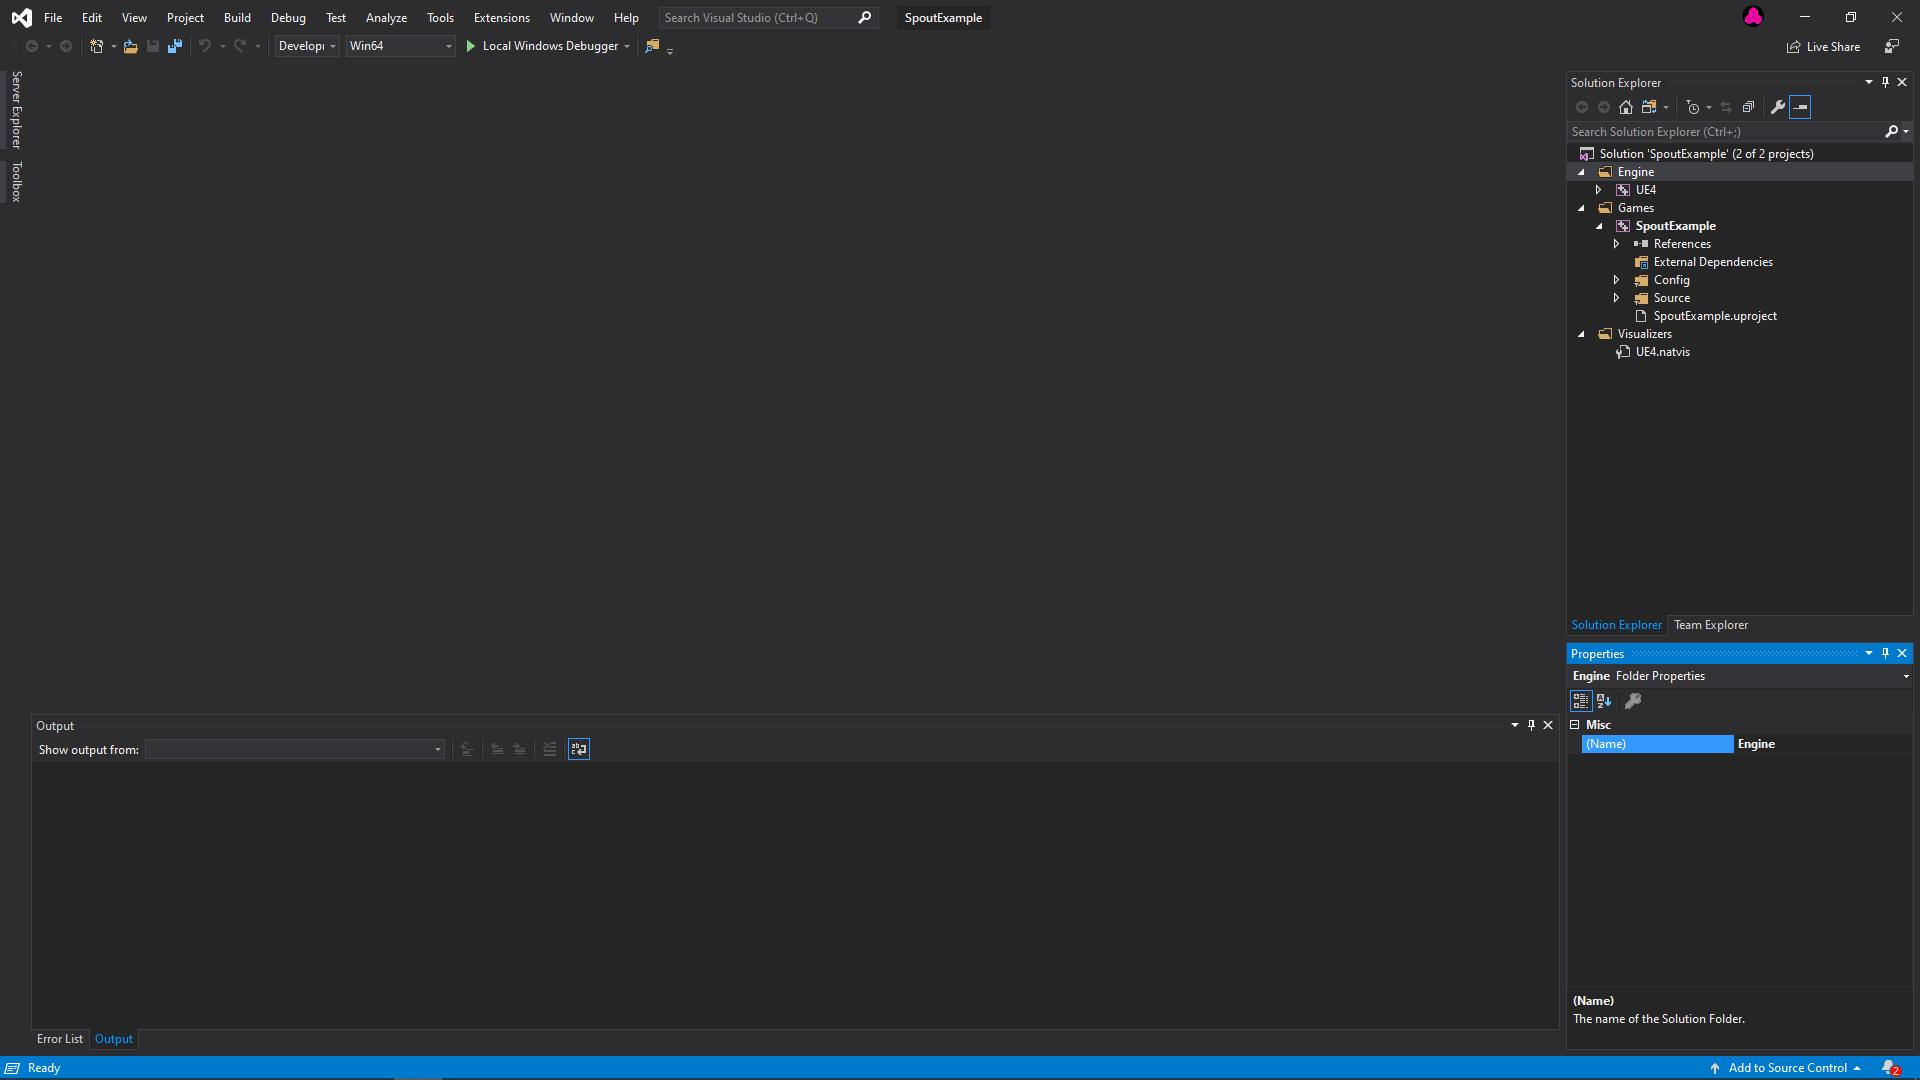 File Edit View Project Build Debug Test Analyze Tools Extensions Window Help Search Visual Studio (Ctrl+Q) SpoutExample
Develop Win64 Local Windows Debugger Live Share
Server Explorer
Toolbox
Solution Explorer
Search Solution Explorer (Ctrl+;)
Solution 'SpoutExample' (2 of 2 projects)
Engine
UE4
Games
SpoutExample
References
External Dependencies
Config
Source
SpoutExample.uproject
Visualizers
UE4.natvis
Solution Explorer Team Explorer
Properties
Engine Folder Properties
Misc
(Name) Engine
(Name)
The name of the Solution Folder.
Output
Show output from:
Error List Output
Ready Add to Source Control 2